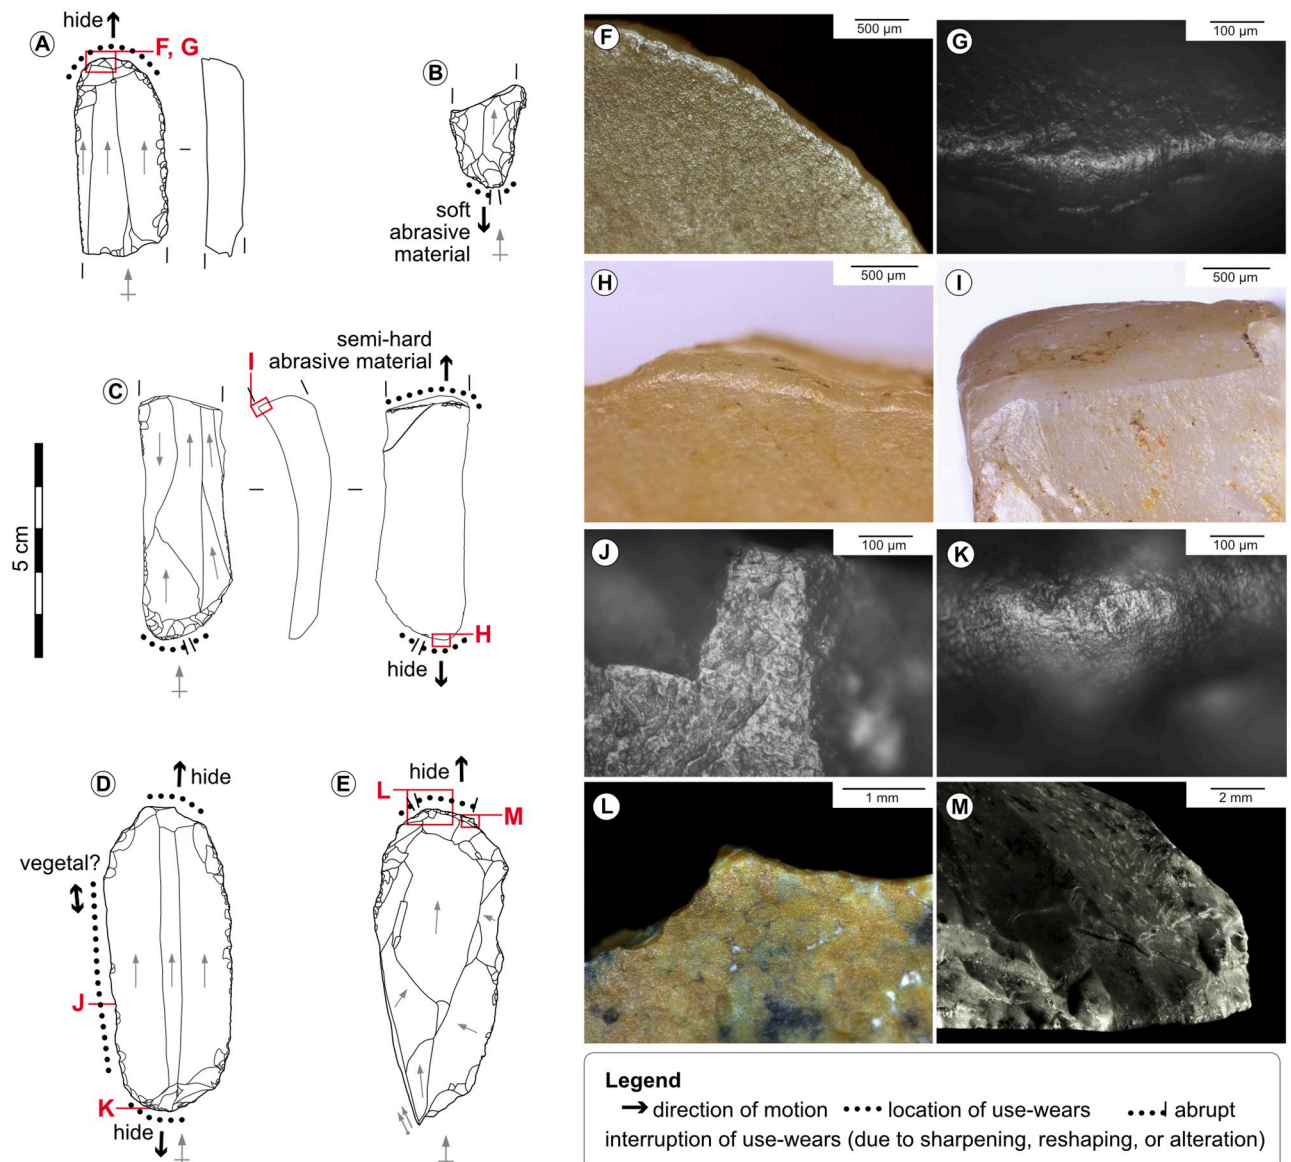 A
hide
F, G
B
soft
abrasive
material
C
I
semi-hard
abrasive material
H
hide
5 cm
D
hide
vegetal?
J
K
hide
E
hide
L
M
F
500 µm
G
100 µm
H
500 µm
I
500 µm
J
100 µm
K
100 µm
L
1 mm
M
2 mm
Legend
direction of motion location of use-wears abrupt
interruption of use-wears (due to sharpening, reshaping, or alteration)